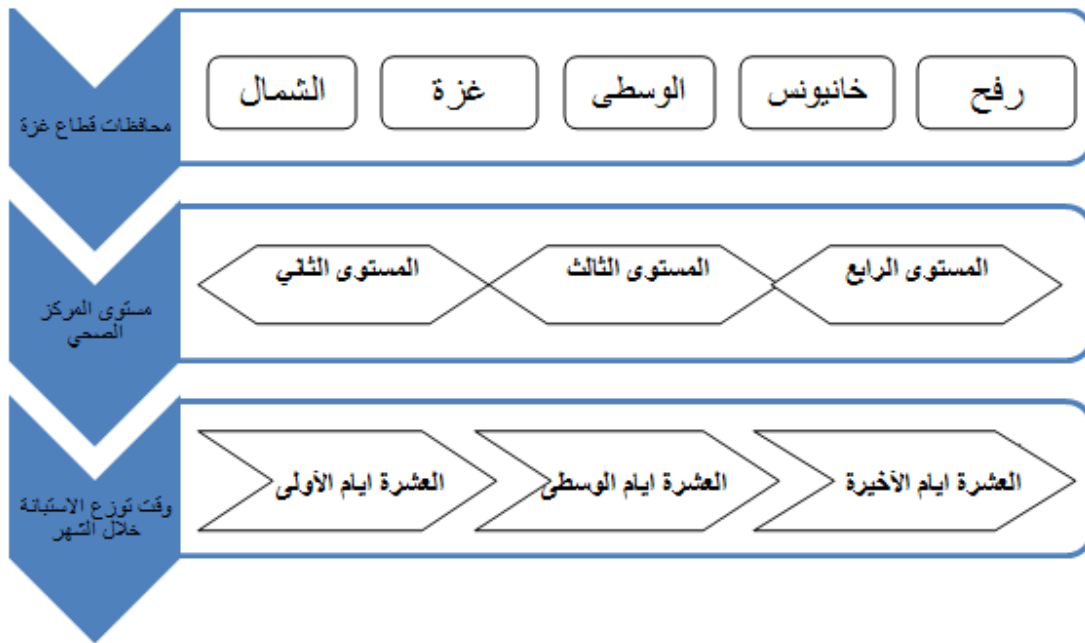 محافظات قطاع غزة
رفح
خانيونس
الوسطى
غزة
الشمال
مستوى المركز
الصحي
المستوى الرابع
المستوى الثالث
المستوى الثاني
وقت توزع الاستبانة
خلال الشهر
العشرة ايام الأولى
العشرة ايام الوسطى
العشرة ايام الأخيرة